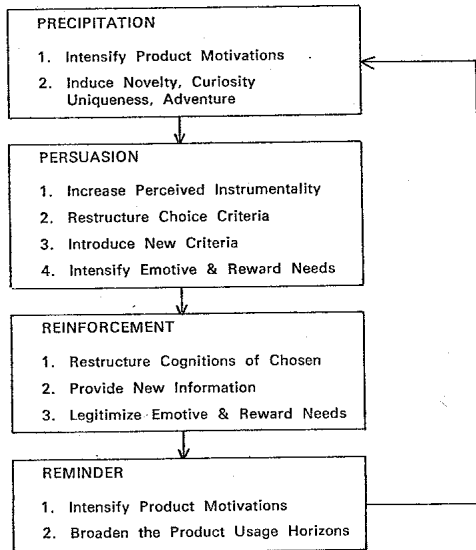 PRECIPITATION
1. Intensify Product Motivations
2. Induce Novelty, Curiosity
Uniqueness, Adventure
PERSUASION
1. Increase Perceived Instrumentality
2. Restructure Choice Criteria
3. Introduce New Criteria
4. Intensify Emotive & Reward Needs
REINFORCEMENT
1. Restructure Cognitions of Chosen
2. Provide New Information
3. Legitimize Emotive & Reward Needs
REMINDER
1. Intensify Product Motivations
2. Broaden the Product Usage Horizons